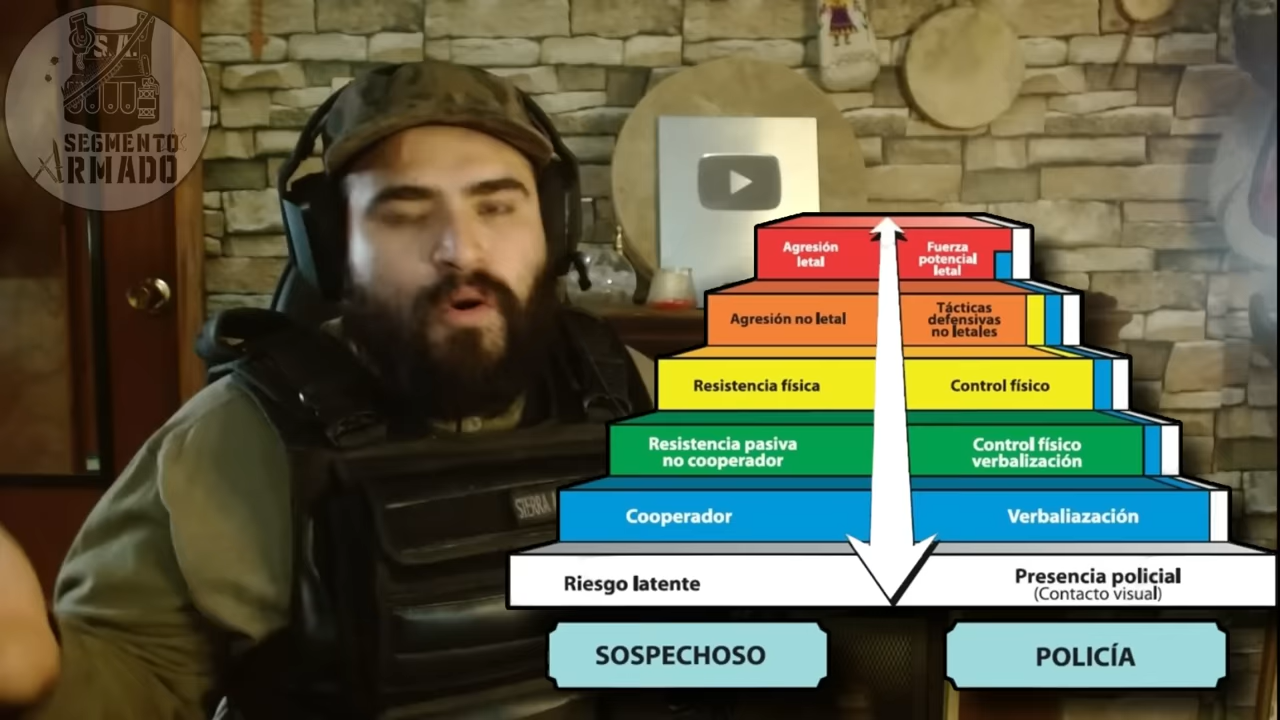 S.A.
SEGMENTO
ARMADO
Agresión
letal
Fuerza
potencial
letal
Agresión no letal
Tácticas
defensivas
no letales
Resistencia física
Control físico
Resistencia pasiva
no cooperador
Control físico
verbalización
Cooperador
Verbaliazación
Riesgo latente
Presencia policial
(Contacto visual)
SOSPECHOSO
POLICÍA
SIERRA